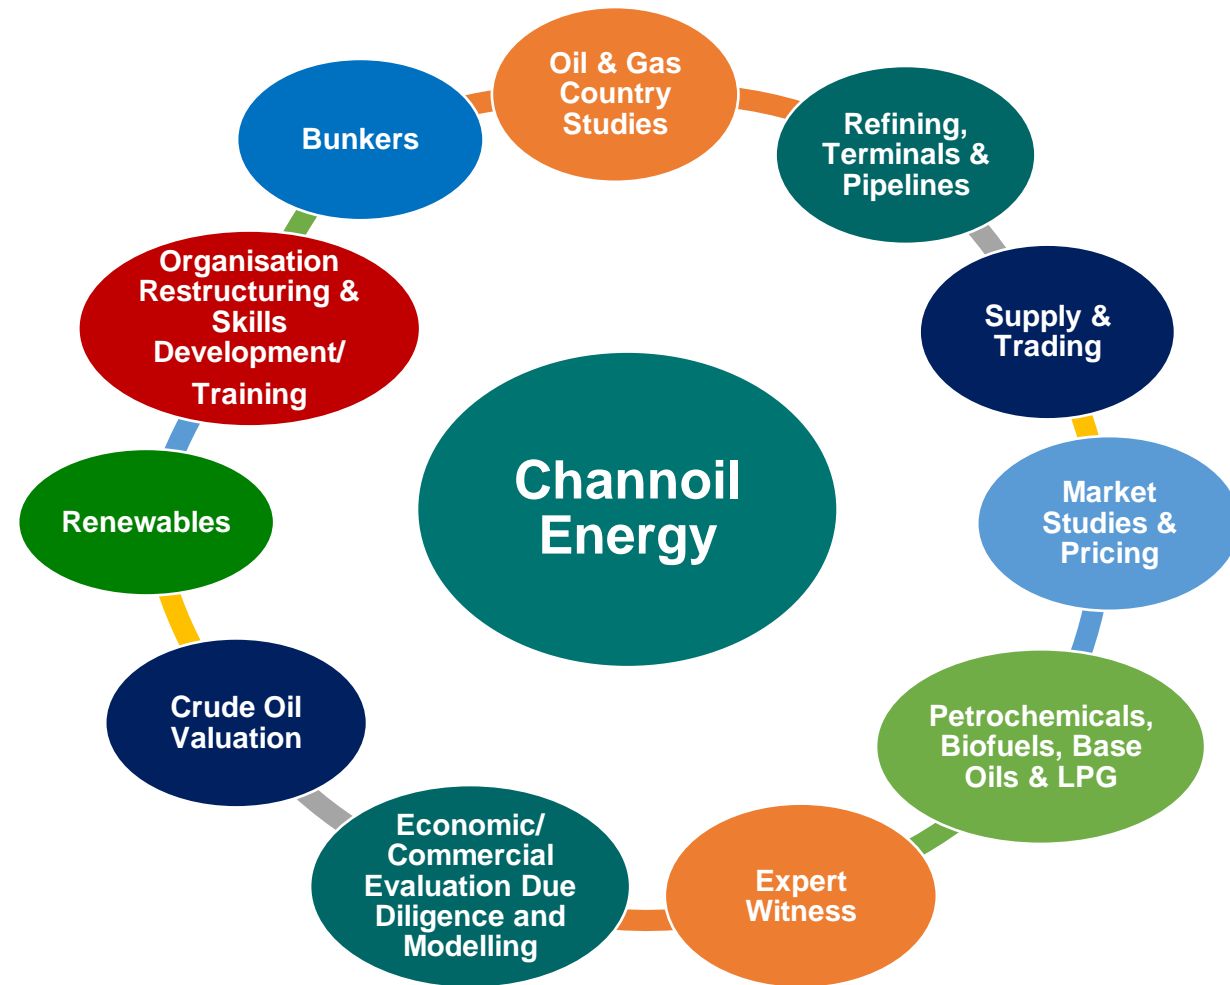 Oil & Gas
Country
Studies
Refining,
Terminals &
Pipelines
Supply &
Trading
Market
Studies &
Pricing
Petrochemicals,
Biofuels, Base
Oils & LPG
Expert
Witness
Economic/
Commercial
Evaluation Due
Diligence and
Modelling
Crude Oil
Valuation
Renewables
Organisation
Restructuring &
Skills
Development/
Training
Bunkers
Channoil
Energy